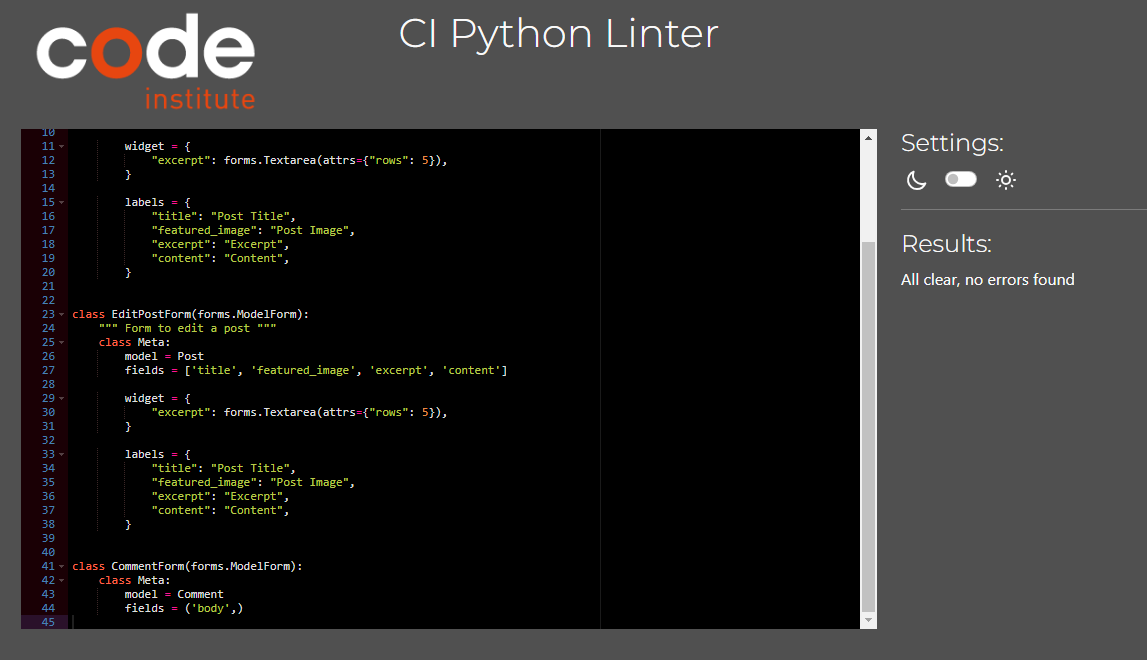 code
institute
CI Python Linter
10
11 widget = {
12 "excerpt": forms.Textarea(attrs={"rows": 5}),
13 }
14
15 labels = {
16 "title": "Post Title",
17 "featured_image": "Post Image",
18 "excerpt": "Excerpt",
19 "content": "Content",
20 }
21
22
23 class EditPostForm(forms.ModelForm):
24 """ Form to edit a post """
25 class Meta:
26 model = Post
27 fields = ['title', 'featured_image', 'excerpt', 'content']
28
29 widget = {
30 "excerpt": forms.Textarea(attrs={"rows": 5}),
31 }
32
33 labels = {
34 "title": "Post Title",
35 "featured_image": "Post Image",
36 "excerpt": "Excerpt",
37 "content": "Content",
38 }
39
40
41 class CommentForm(forms.ModelForm):
42 class Meta:
43 model = Comment
44 fields = ('body',)
45
Settings:
Results:
All clear, no errors found